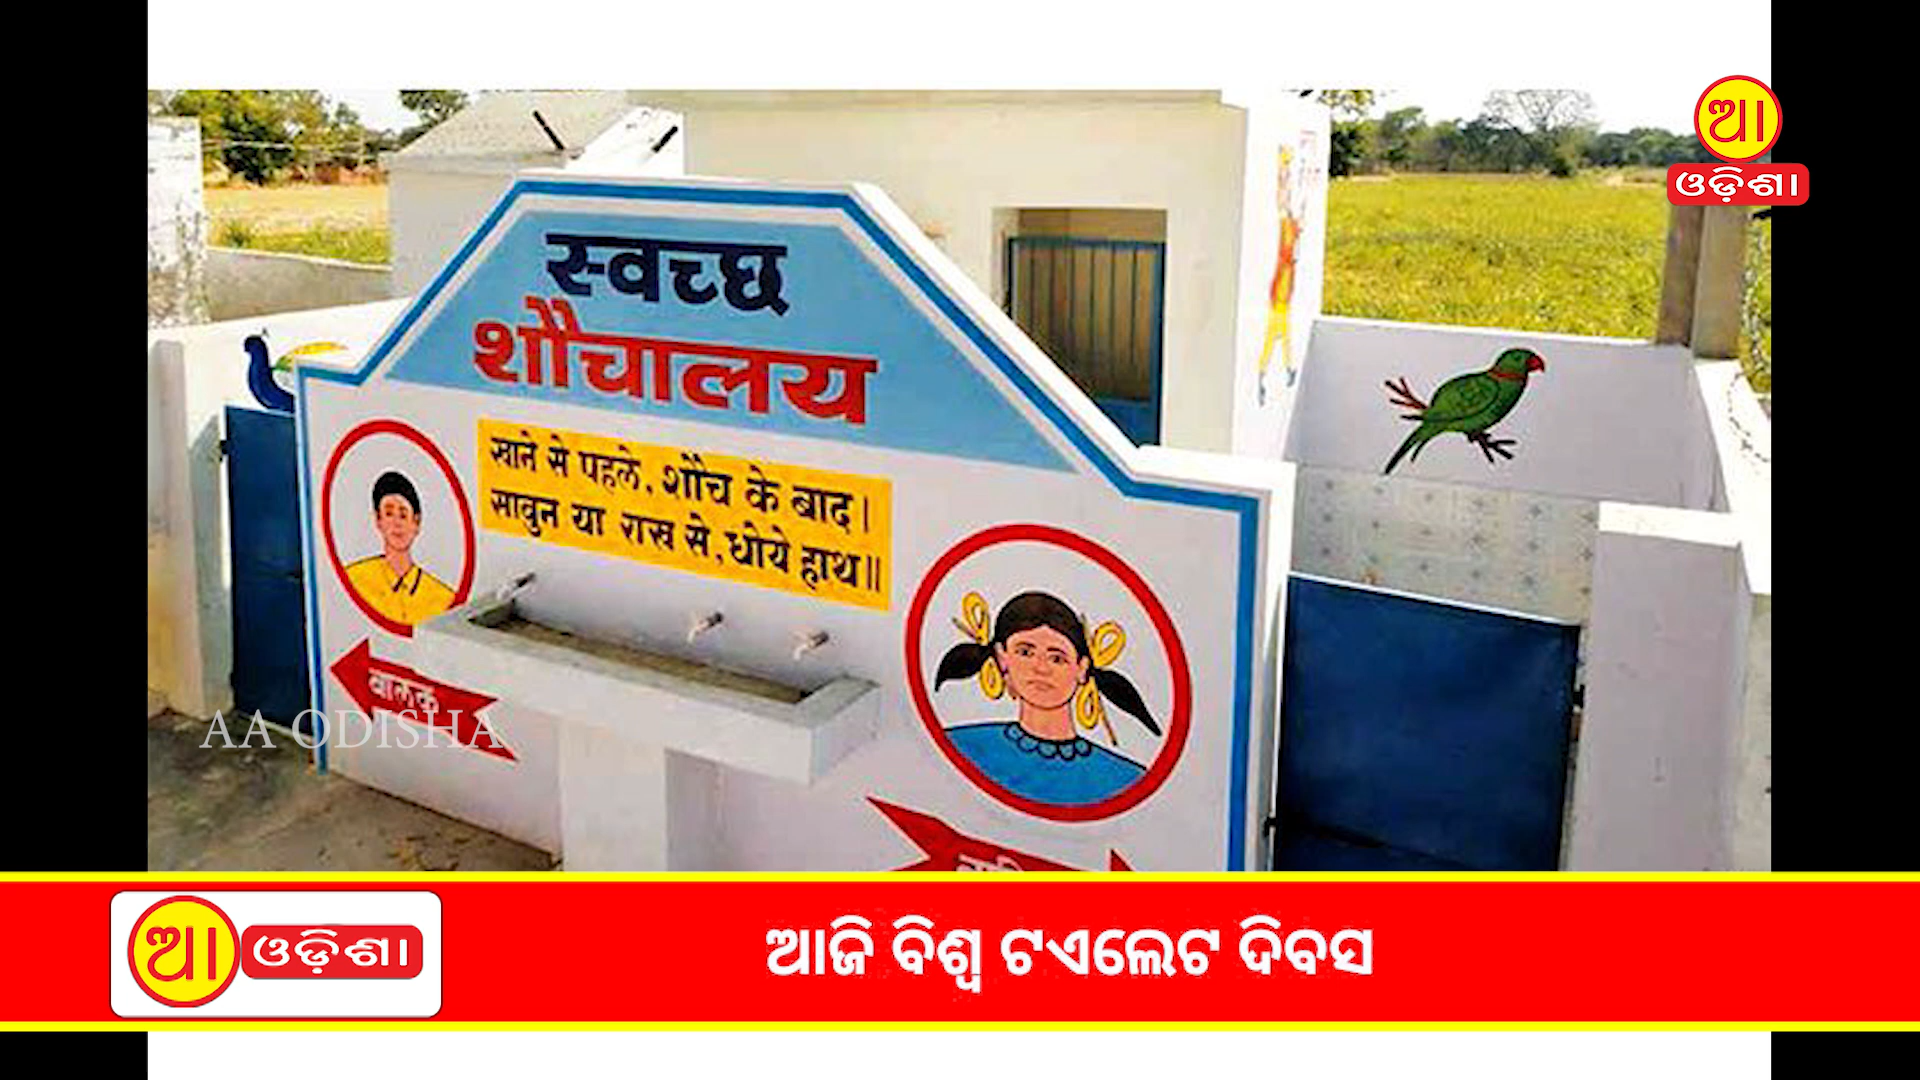 आ
ଓଡ଼ିଶା
स्वच्छ
शौचालय
खाने से पहले, शौच के बाद।
साबुन या राख से, धोये हाथ॥
बालक
AA ODISHA
ଆ ଓଡ଼ିଶା
ଆଜି ବିଶ୍ୱ ଟଏଲେଟ ଦିବସ